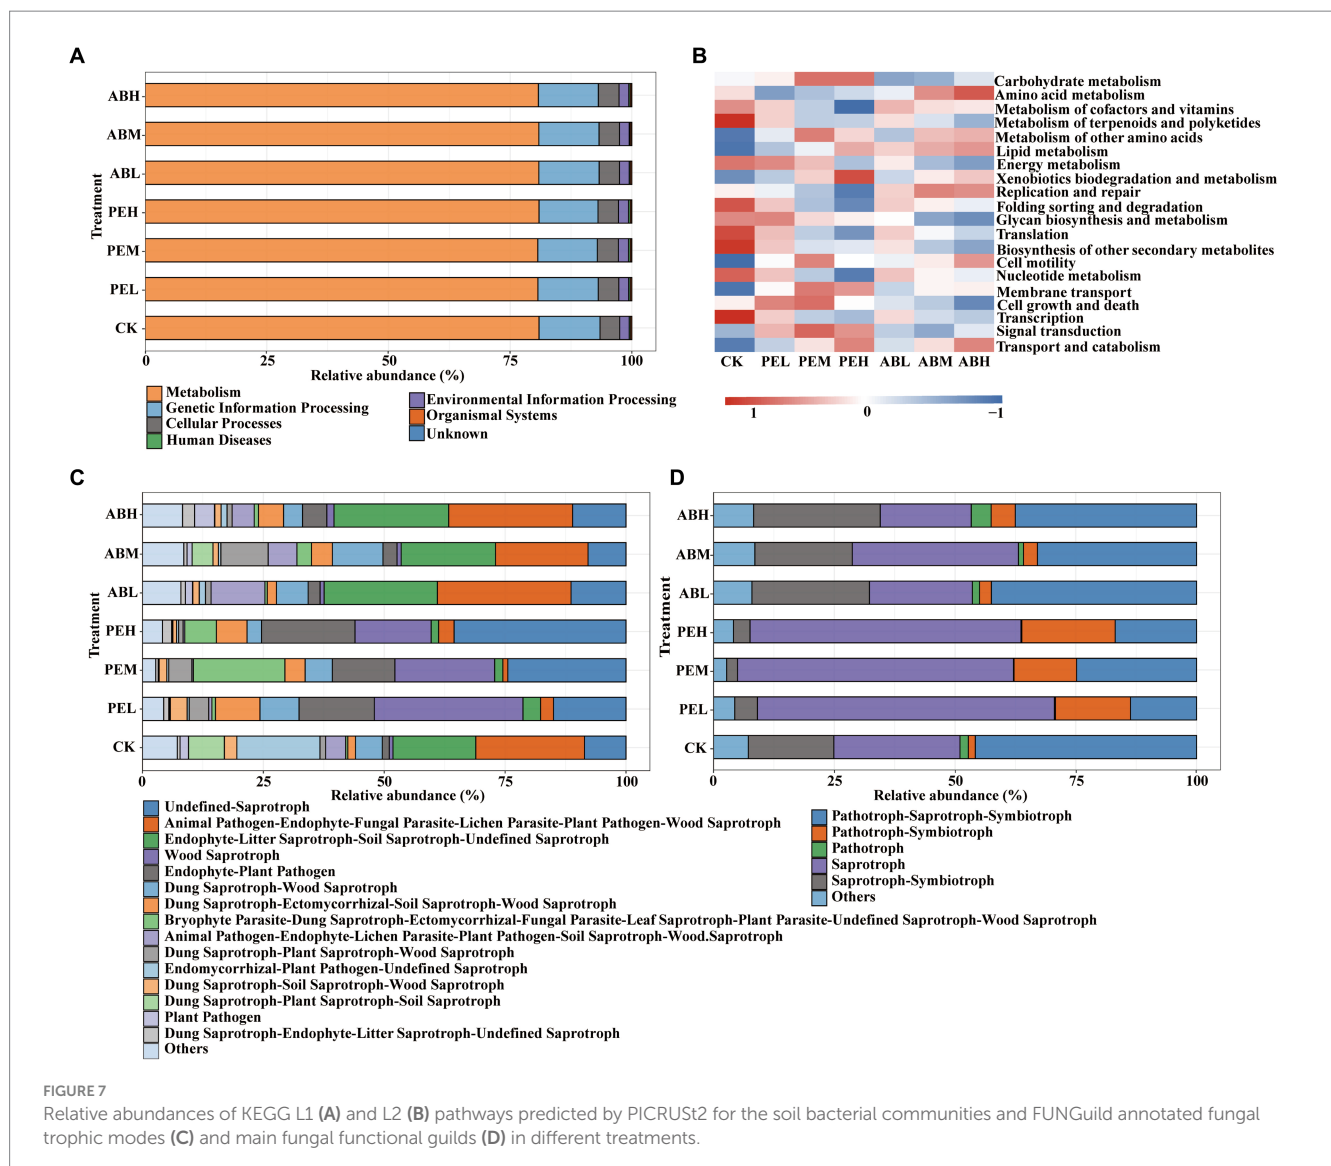 A
ABH
ABM
ABL
PEH
PEM
PEL
CK
Treatment
0 25 50 75 100
Relative abundance (%)
Metabolism
Genetic Information Processing
Cellular Processes
Human Diseases
Environmental Information Processing
Organismal Systems
Unknown
B
Carbohydrate metabolism
Amino acid metabolism
Metabolism of cofactors and vitamins
Metabolism of terpenoids and polyketides
Metabolism of other amino acids
Lipid metabolism
Energy metabolism
Xenobiotics biodegradation and metabolism
Replication and repair
Folding sorting and degradation
Glycan biosynthesis and metabolism
Translation
Biosynthesis of other secondary metabolites
Cell motility
Nucleotide metabolism
Membrane transport
Cell growth and death
Transcription
Signal transduction
Transport and catabolism
CK PEL PEM PEH ABL ABM ABH
1 0 −1
C
ABH
ABM
ABL
PEH
PEM
PEL
CK
Treatment
0 25 50 75 100
Relative abundance (%)
Undefined-Saprotroph
Animal Pathogen-Endophyte-Fungal Parasite-Lichen Parasite-Plant Pathogen-Wood Saprotroph
Endophyte-Litter Saprotroph-Soil Saprotroph-Undefined Saprotroph
Wood Saprotroph
Endophyte-Plant Pathogen
Dung Saprotroph-Wood Saprotroph
Dung Saprotroph-Ectomycorrhizal-Soil Saprotroph-Wood Saprotroph
Bryophyte Parasite-Dung Saprotroph-Ectomycorrhizal-Fungal Parasite-Leaf Saprotroph-Plant Parasite-Undefined Saprotroph-Wood Saprotroph
Animal Pathogen-Endophyte-Lichen Parasite-Plant Pathogen-Soil Saprotroph-Wood.Saprotroph
Dung Saprotroph-Plant Saprotroph-Wood Saprotroph
Endomycorrhizal-Plant Pathogen-Undefined Saprotroph
Dung Saprotroph-Soil Saprotroph-Wood Saprotroph
Dung Saprotroph-Plant Saprotroph-Soil Saprotroph
Plant Pathogen
Dung Saprotroph-Endophyte-Litter Saprotroph-Undefined Saprotroph
Others
D
ABH
ABM
ABL
PEH
PEM
PEL
CK
Treatment
0 25 50 75 100
Relative abundance (%)
Pathotroph-Saprotroph-Symbiotroph
Pathotroph-Symbiotroph
Pathotroph
Saprotroph
Saprotroph-Symbiotroph
Others
FIGURE 7
Relative abundances of KEGG L1 (A) and L2 (B) pathways predicted by PICRUSt2 for the soil bacterial communities and FUNGuild annotated fungal
trophic modes (C) and main fungal functional guilds (D) in different treatments.